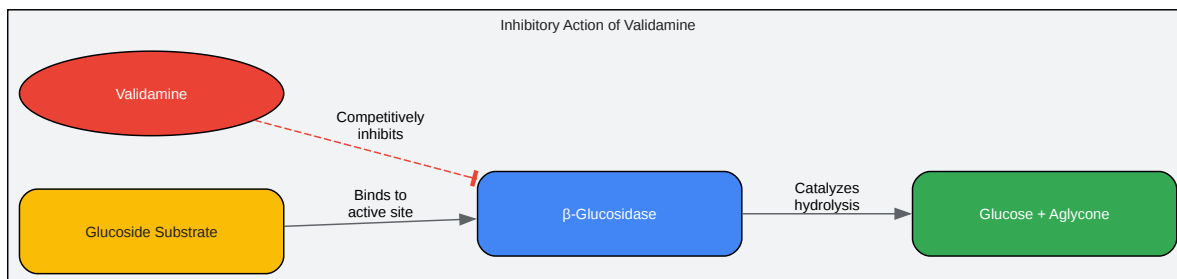 Inhibitory Action of Validamine
Validamine
Competitively
inhibits
Glucoside Substrate
Binds to
active site
β-Glucosidase
Catalyzes
hydrolysis
Glucose + Aglycone